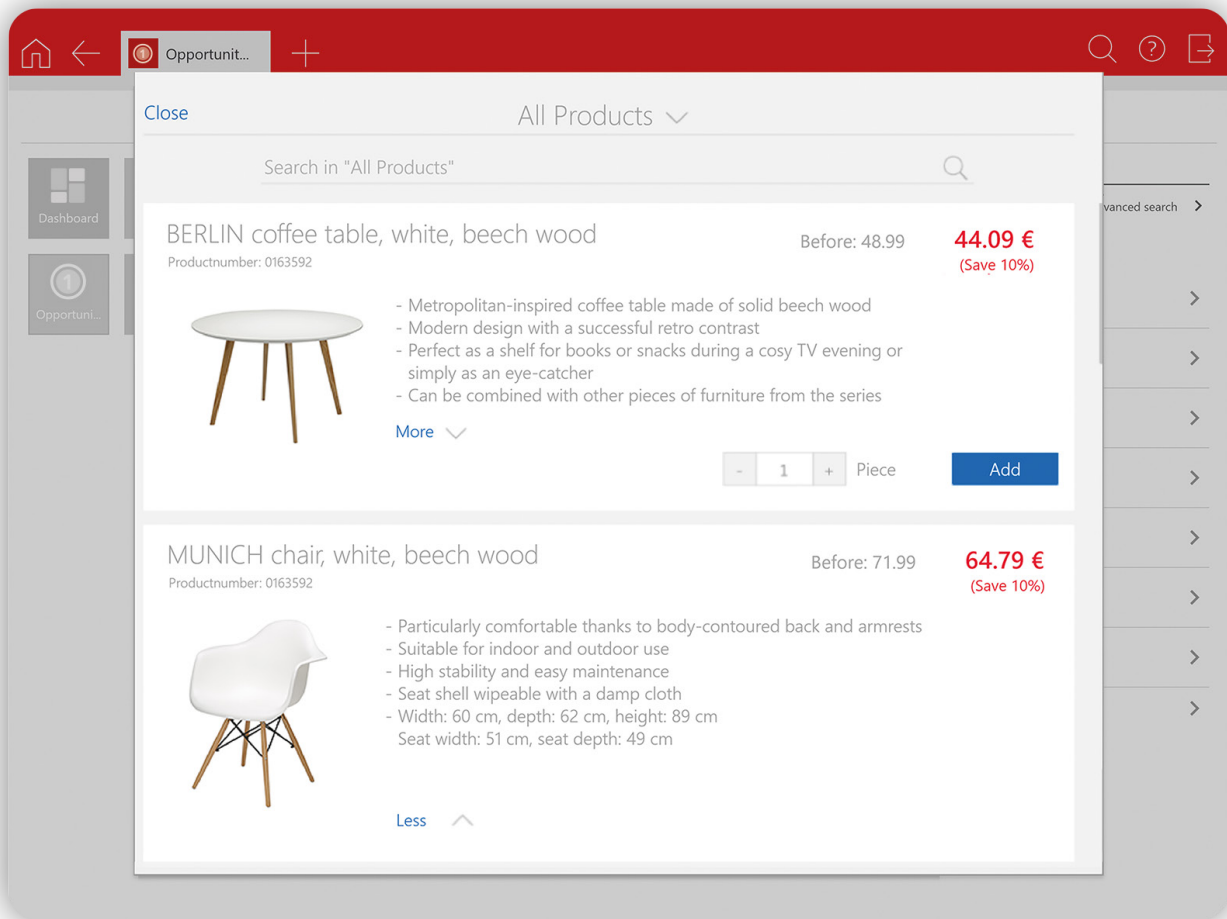 Opportunit...
Close
All Products
Search in "All Products"
Dashboard
vanced search
BERLIN coffee table, white, beech wood
Before: 48.99
44.09 €
Productnumber: 0163592
(Save 10%)
1
Opportuni...
- Metropolitan-inspired coffee table made of solid beech wood
- Modern design with a successful retro contrast
- Perfect as a shelf for books or snacks during a cosy TV evening or
simply as an eye-catcher
- Can be combined with other pieces of furniture from the series
More
- 1 + Piece
Add
MUNICH chair, white, beech wood
Before: 71.99
64.79 €
Productnumber: 0163592
(Save 10%)
- Particularly comfortable thanks to body-contoured back and armrests
- Suitable for indoor and outdoor use
- High stability and easy maintenance
- Seat shell wipeable with a damp cloth
- Width: 60 cm, depth: 62 cm, height: 89 cm
Seat width: 51 cm, seat depth: 49 cm
Less